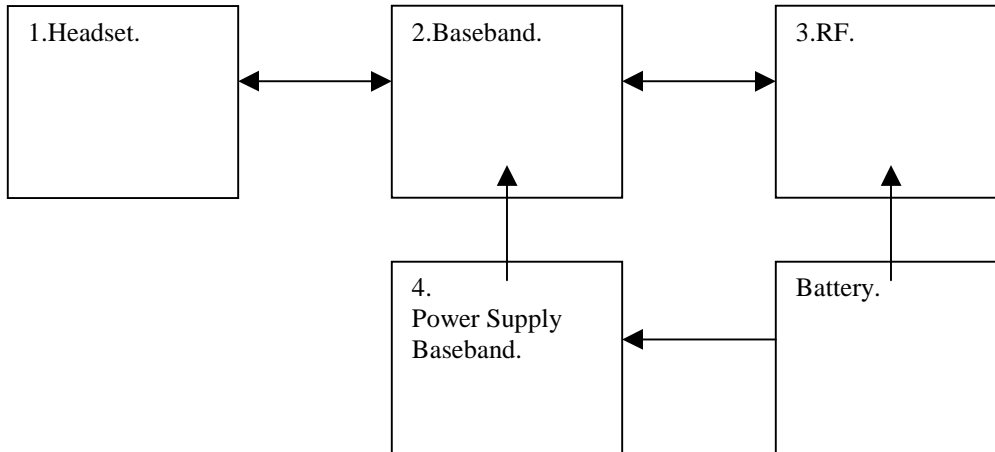 1.Headset.
2.Baseband.
3.RF.
4.
Power Supply
Baseband.
Battery.